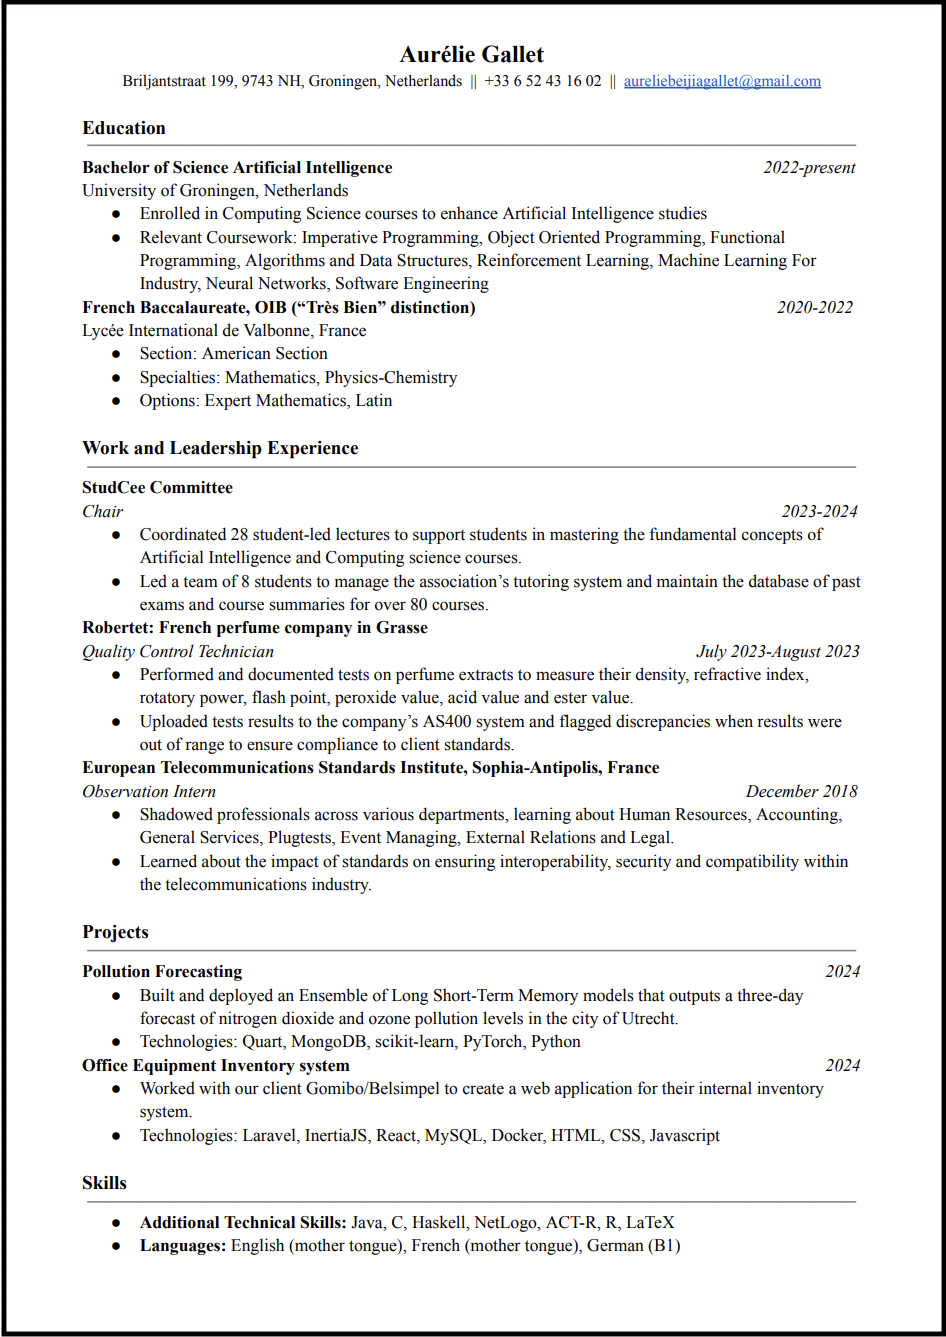 Aurélie Gallet
Briljantstraat 199, 9743 NH, Groningen, Netherlands || +33 6 52 43 16 02 || aureliebeijiagallet@gmail.com
Education
Bachelor of Science Artificial Intelligence 2022-present
University of Groningen, Netherlands
● Enrolled in Computing Science courses to enhance Artificial Intelligence studies
● Relevant Coursework: Imperative Programming, Object Oriented Programming, Functional
Programming, Algorithms and Data Structures, Reinforcement Learning, Machine Learning For
Industry, Neural Networks, Software Engineering
French Baccalaureate, OIB (“Très Bien” distinction) 2020-2022
Lycée International de Valbonne, France
● Section: American Section
● Specialties: Mathematics, Physics-Chemistry
● Options: Expert Mathematics, Latin
Work and Leadership Experience
StudCee Committee
Chair 2023-2024
● Coordinated 28 student-led lectures to support students in mastering the fundamental concepts of
Artificial Intelligence and Computing science courses.
● Led a team of 8 students to manage the association’s tutoring system and maintain the database of past
exams and course summaries for over 80 courses.
Robertet: French perfume company in Grasse
Quality Control Technician July 2023-August 2023
● Performed and documented tests on perfume extracts to measure their density, refractive index,
rotatory power, flash point, peroxide value, acid value and ester value.
● Uploaded tests results to the company’s AS400 system and flagged discrepancies when results were
out of range to ensure compliance to client standards.
European Telecommunications Standards Institute, Sophia-Antipolis, France
Observation Intern December 2018
● Shadowed professionals across various departments, learning about Human Resources, Accounting,
General Services, Plugtests, Event Managing, External Relations and Legal.
● Learned about the impact of standards on ensuring interoperability, security and compatibility within
the telecommunications industry.
Projects
Pollution Forecasting 2024
● Built and deployed an Ensemble of Long Short-Term Memory models that outputs a three-day
forecast of nitrogen dioxide and ozone pollution levels in the city of Utrecht.
● Technologies: Quart, MongoDB, scikit-learn, PyTorch, Python
Office Equipment Inventory system 2024
● Worked with our client Gomibo/Belsimpel to create a web application for their internal inventory
system.
● Technologies: Laravel, InertiaJS, React, MySQL, Docker, HTML, CSS, Javascript
Skills
● Additional Technical Skills: Java, C, Haskell, NetLogo, ACT-R, R, LaTeX
● Languages: English (mother tongue), French (mother tongue), German (B1)